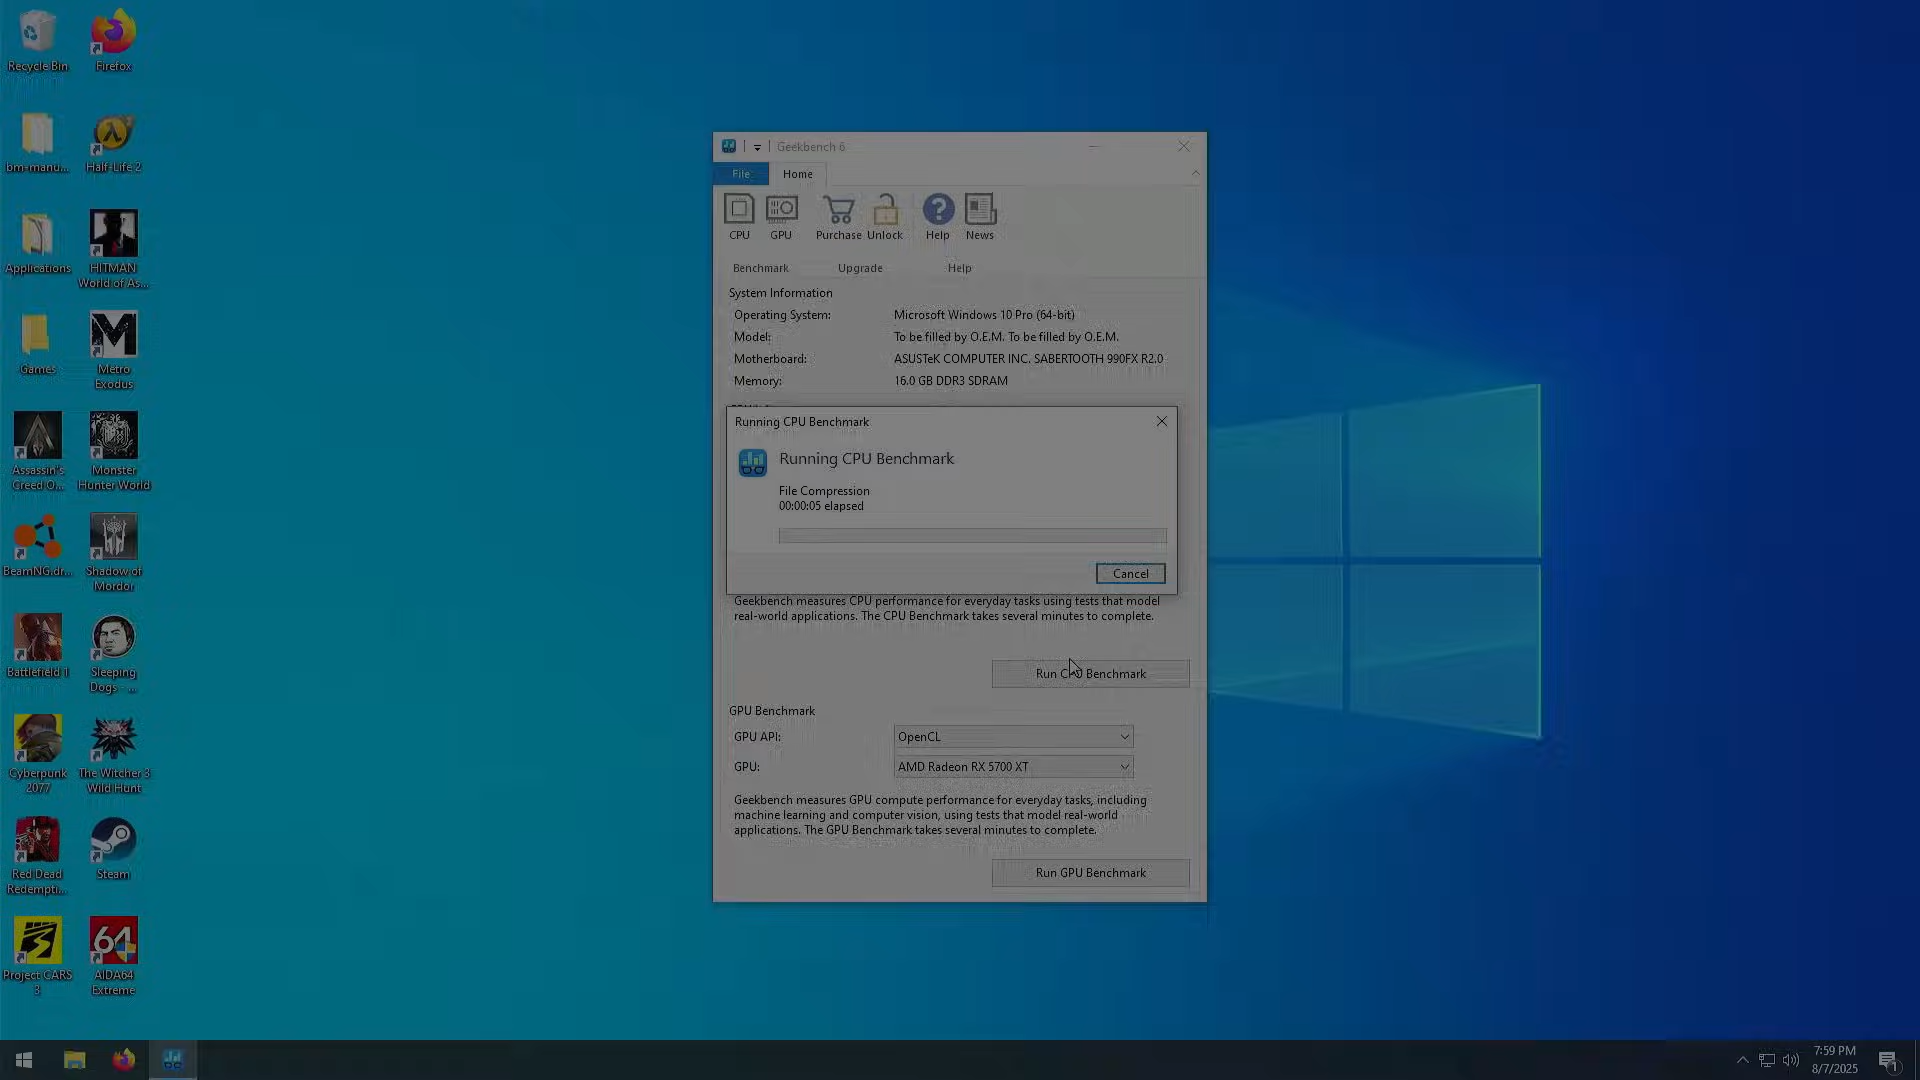 Recycle Bin
Firefox
bm-manu...
Half-Life 2
Applications
HITMAN
World of As...
Games
Metro
Exodus
Assassin's
Creed O...
Monster
Hunter World
BeamNG.dr...
Shadow of
Mordor
Battlefield 1
Sleeping
Dogs - ...
Cyberpunk
2077
The Witcher 3
Wild Hunt
Red Dead
Redempti...
Steam
Project CARS
3
64
AIDA64
Extreme
Geekbench 6
File
Home
CPU
GPU
Purchase
Unlock
Help
News
Benchmark
Upgrade
Help
System Information
Operating System: Microsoft Windows 10 Pro (64-bit)
Model: To be filled by O.E.M. To be filled by O.E.M.
Motherboard: ASUSTeK COMPUTER INC. SABERTOOTH 990FX R2.0
Memory: 16.0 GB DDR3 SDRAM
Running CPU Benchmark
Running CPU Benchmark
File Compression
00:00:05 elapsed
Cancel
Geekbench measures CPU performance for everyday tasks using tests that model
real-world applications. The CPU Benchmark takes several minutes to complete.
Run CPU Benchmark
GPU Benchmark
GPU API: OpenCL
GPU: AMD Radeon RX 5700 XT
Geekbench measures GPU compute performance for everyday tasks, including
machine learning and computer vision, using tests that model real-world
applications. The GPU Benchmark takes several minutes to complete.
Run GPU Benchmark
7:59 PM
8/7/2025
1